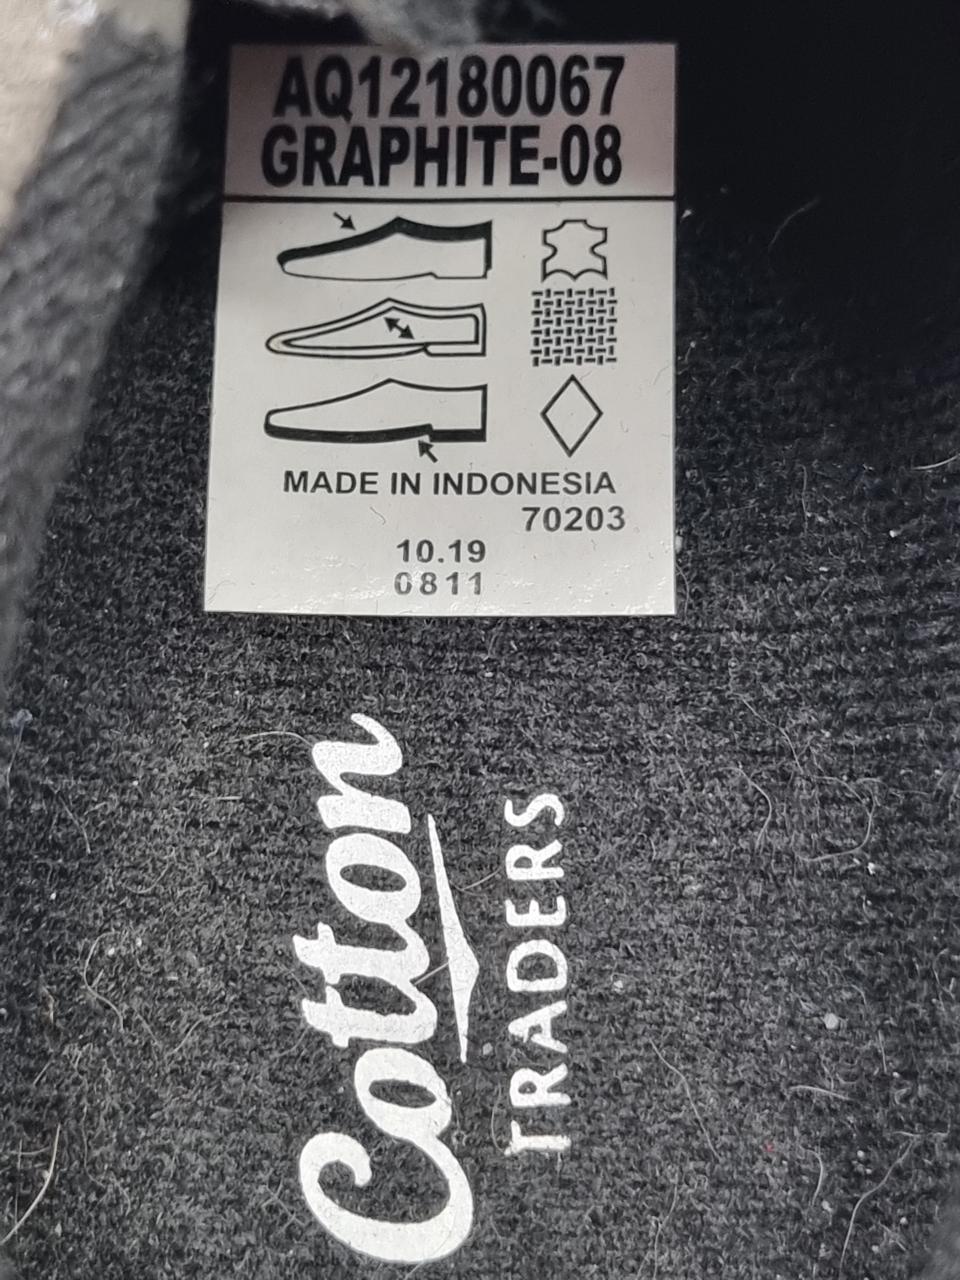 AQ12180067
GRAPHITE-08
MADE IN INDONESIA
70203
10.19
0811
Cotton
TRADERS